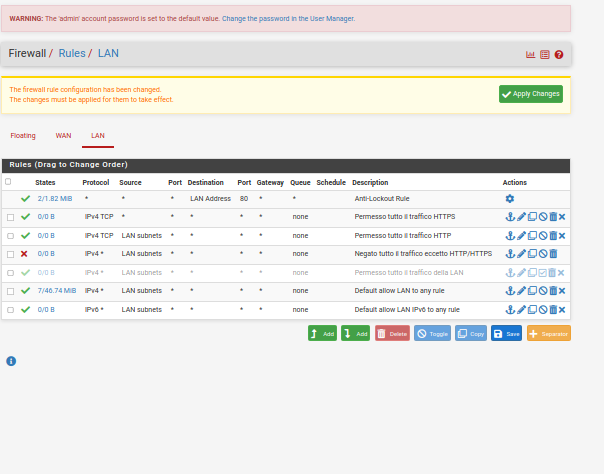 WARNING: The 'admin' account password is set to the default value. Change the password in the User Manager.
Firewall / Rules / LAN
The firewall rule configuration has been changed.
The changes must be applied for them to take effect.
Apply Changes
Floating WAN LAN
Rules (Drag to Change Order)
States Protocol Source Port Destination Port Gateway Queue Schedule Description Actions
2/1.82 MiB * * * LAN Address 80 * * Anti-Lockout Rule
0/0 B IPv4 TCP * * * * * none Permesso tutto il traffico HTTPS
0/0 B IPv4 TCP LAN subnets * * * * none Permesso tutto il traffico HTTP
0/0 B IPv4 * LAN subnets * * * * none Negato tutto il traffico eccetto HTTP/HTTPS
0/0 B IPv4 * LAN subnets * * * * none Permesso tutto il traffico della LAN
7/46.74 MiB IPv4 * LAN subnets * * * * none Default allow LAN to any rule
0/0 B IPv6 * LAN subnets * * * * none Default allow LAN IPv6 to any rule
Add Add Delete Toggle Copy Save Separator